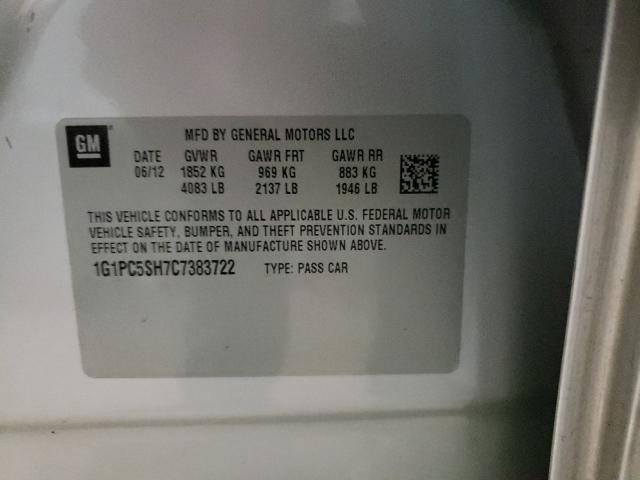 GM
MFD BY GENERAL MOTORS LLC
DATE GVWR GAWR FRT GAWR RR
06/12 1852 KG 969 KG 883 KG
4083 LB 2137 LB 1946 LB
THIS VEHICLE CONFORMS TO ALL APPLICABLE U.S. FEDERAL MOTOR
VEHICLE SAFETY, BUMPER, AND THEFT PREVENTION STANDARDS IN
EFFECT ON THE DATE OF MANUFACTURE SHOWN ABOVE.
1G1PC5SH7C7383722 TYPE: PASS CAR